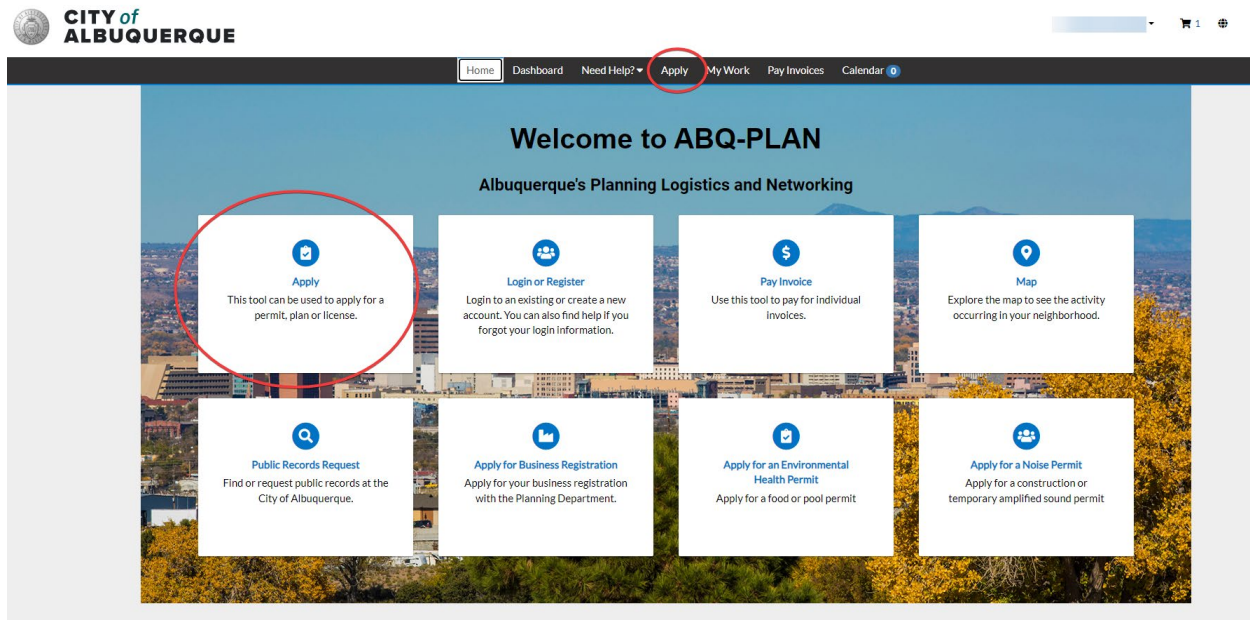 CITY of
ALBUQUERQUE
1
Home Dashboard Need Help? Apply My Work Pay Invoices Calendar 0
Welcome to ABQ-PLAN
Albuquerque's Planning Logistics and Networking
Apply
This tool can be used to apply for a
permit, plan or license.
Login or Register
Login to an existing or create a new
account. You can also find help if you
forgot your login information.
Pay Invoice
Use this tool to pay for individual
invoices.
Map
Explore the map to see the activity
occurring in your neighborhood.
Public Records Request
Find or request public records at the
City of Albuquerque.
Apply for Business Registration
Apply for your business registration
with the Planning Department.
Apply for an Environmental
Health Permit
Apply for a food or pool permit
Apply for a Noise Permit
Apply for a construction or
temporary amplified sound permit